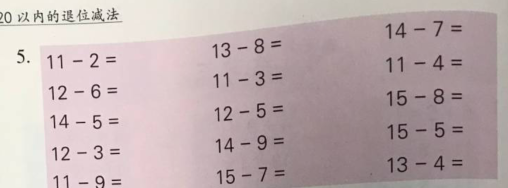 20 以内的退位减法
5. 11 − 2 = 13 − 8 = 14 − 7 =
12 − 6 = 11 − 3 = 11 − 4 =
14 − 5 = 12 − 5 = 15 − 8 =
12 − 3 = 14 − 9 = 15 − 5 =
11 − 9 = 15 − 7 = 13 − 4 =